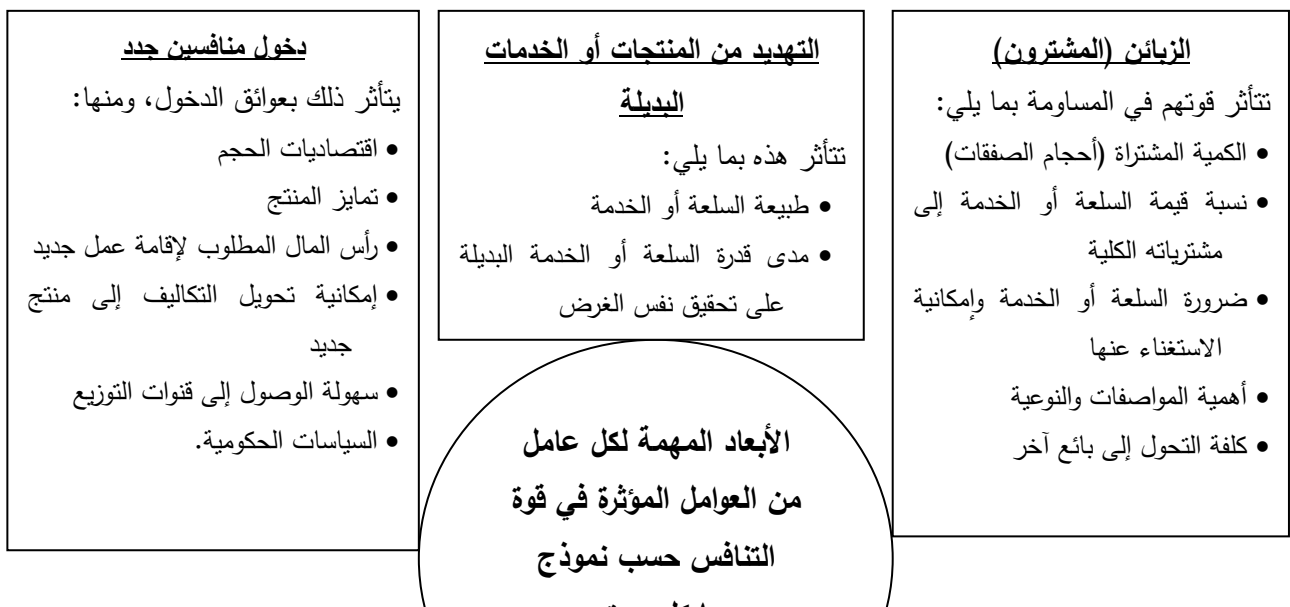 الزبائن (المشترون)
تتأثر قوتهم في المساومة بما يلي:
• الكمية المشتراة (أحجام الصفقات)
• نسبة قيمة السلعة أو الخدمة إلى
مشترياته الكلية
• ضرورة السلعة أو الخدمة وإمكانية
الاستغناء عنها
• أهمية المواصفات والنوعية
• كلفة التحول إلى بائع آخر
التهديد من المنتجات أو الخدمات
البديلة
تتأثر هذه بما يلي:
• طبيعة السلعة أو الخدمة
• مدى قدرة السلعة أو الخدمة البديلة
على تحقيق نفس الغرض
دخول منافسين جدد
يتأثر ذلك بعوائق الدخول، ومنها:
• اقتصاديات الحجم
• تمايز المنتج
• رأس المال المطلوب لإقامة عمل جديد
• إمكانية تحويل التكاليف إلى منتج
جديد
• سهولة الوصول إلى قنوات التوزيع
• السياسات الحكومية.
الأبعاد المهمة لكل عامل
من العوامل المؤثرة في قوة
التنافس حسب نموذج